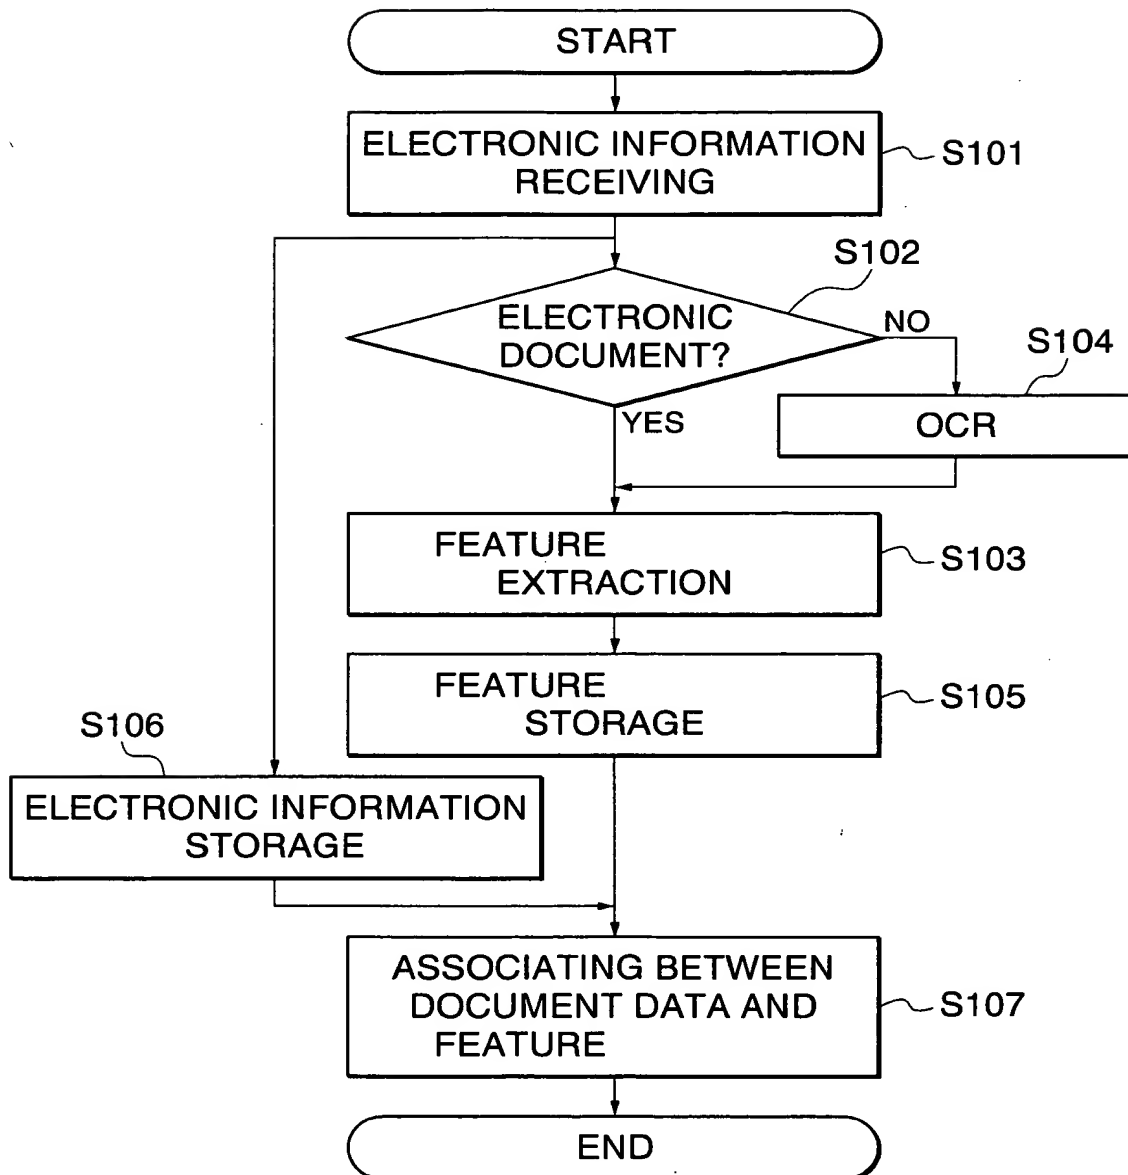 START
ELECTRONIC INFORMATION
RECEIVING
S101
S102
ELECTRONIC
DOCUMENT?
NO
S104
YES
OCR
FEATURE
EXTRACTION
S103
FEATURE
STORAGE
S105
S106
ELECTRONIC INFORMATION
STORAGE
ASSOCIATING BETWEEN
DOCUMENT DATA AND
FEATURE
S107
END